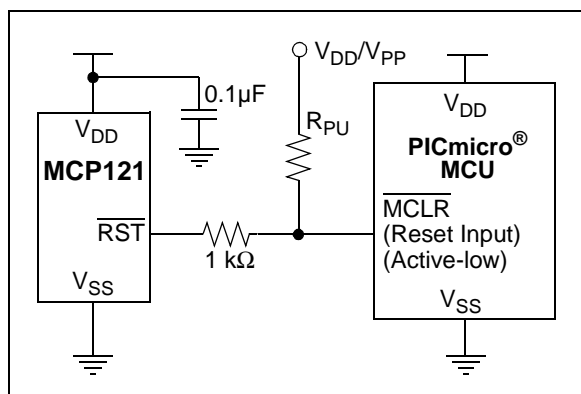 V_DD/V_PP
0.1µF
V_DD
MCP121
R_PU
V_DD
PICmicro®
MCU
RST
MCLR
(Reset Input)
(Active-low)
1 kΩ
V_SS
V_SS